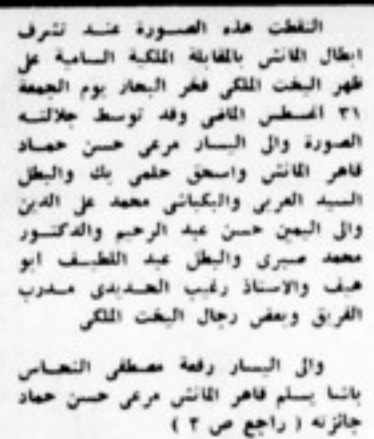 التقطت هذه الصورة عند تشرف
ابطال المانش بالمقابلة الملكية السامية على
ظهر اليخت الملكي فخر البحار يوم الجمعة
٣١ أغسطس الماضي وقد توسط جلالته
الصورة والى اليسار مرعى حسن حماد
قاهر المانش واسحق حلمى بك والبطل
السيد العربى والبكباشى محمد على الدين
والى اليمين حسن عبد الرحيم والدكتور
محمد صبرى والبطل عبد اللطيف ابو
هيف والاستاذ رغيب الحديدى مدرب
الفريق وبعض رجال اليخت الملكى
والى اليسار رفعة مصطفى النحاس
باشا يسلم قاهر المانش مرعى حسن حماد
جائزته ( راجع ص ٢ )